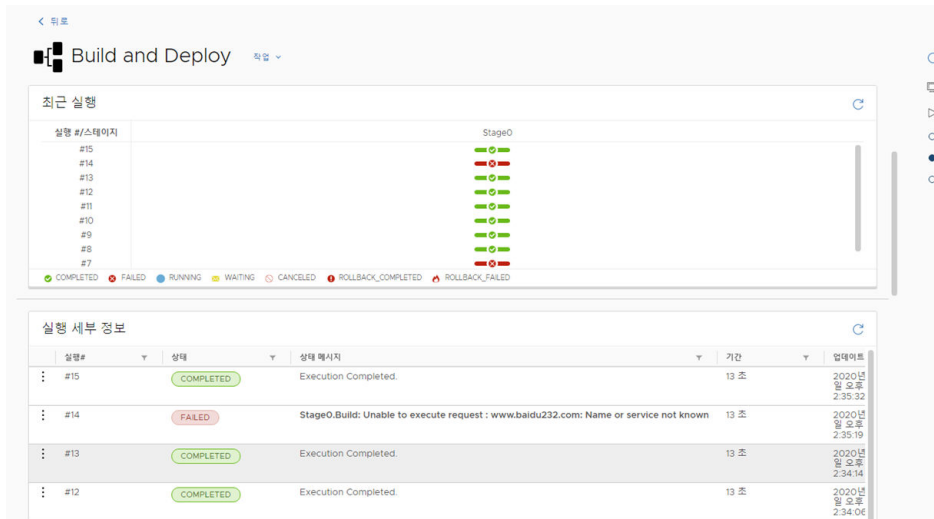 뒤로
Build and Deploy 작업
최근 실행
실행 #/스테이지 Stage0
#15
#14
#13
#12
#11
#10
#9
#8
#7
COMPLETED FAILED RUNNING WAITING CANCELED ROLLBACK_COMPLETED ROLLBACK_FAILED
실행 세부 정보
실행# 상태 상태 메시지 기간 업데이트
#15 COMPLETED Execution Completed. 13 초 2020년
일 오후
2:35:32
#14 FAILED Stage0.Build: Unable to execute request : www.baidu232.com: Name or service not known 13 초 2020년
일 오후
2:35:19
#13 COMPLETED Execution Completed. 13 초 2020년
일 오후
2:34:14
#12 COMPLETED Execution Completed. 13 초 2020년
일 오후
2:34:06